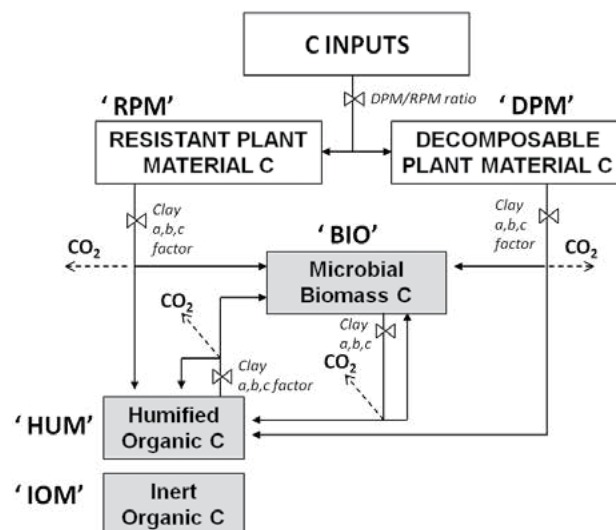 C INPUTS
DPM/RPM ratio
‘ RPM’
‘ DPM’
RESISTANT PLANT
MATERIAL C
DECOMPOSABLE
PLANT MATERIAL C
Clay
a,b,c
factor
Clay
a,b,c
factor
CO2
CO2
‘ BIO’
Microbial
Biomass C
CO2
Clay
a,b,c
CO2
Clay
a,b,c factor
‘ HUM’
Humified
Organic C
‘ IOM’
Inert
Organic C